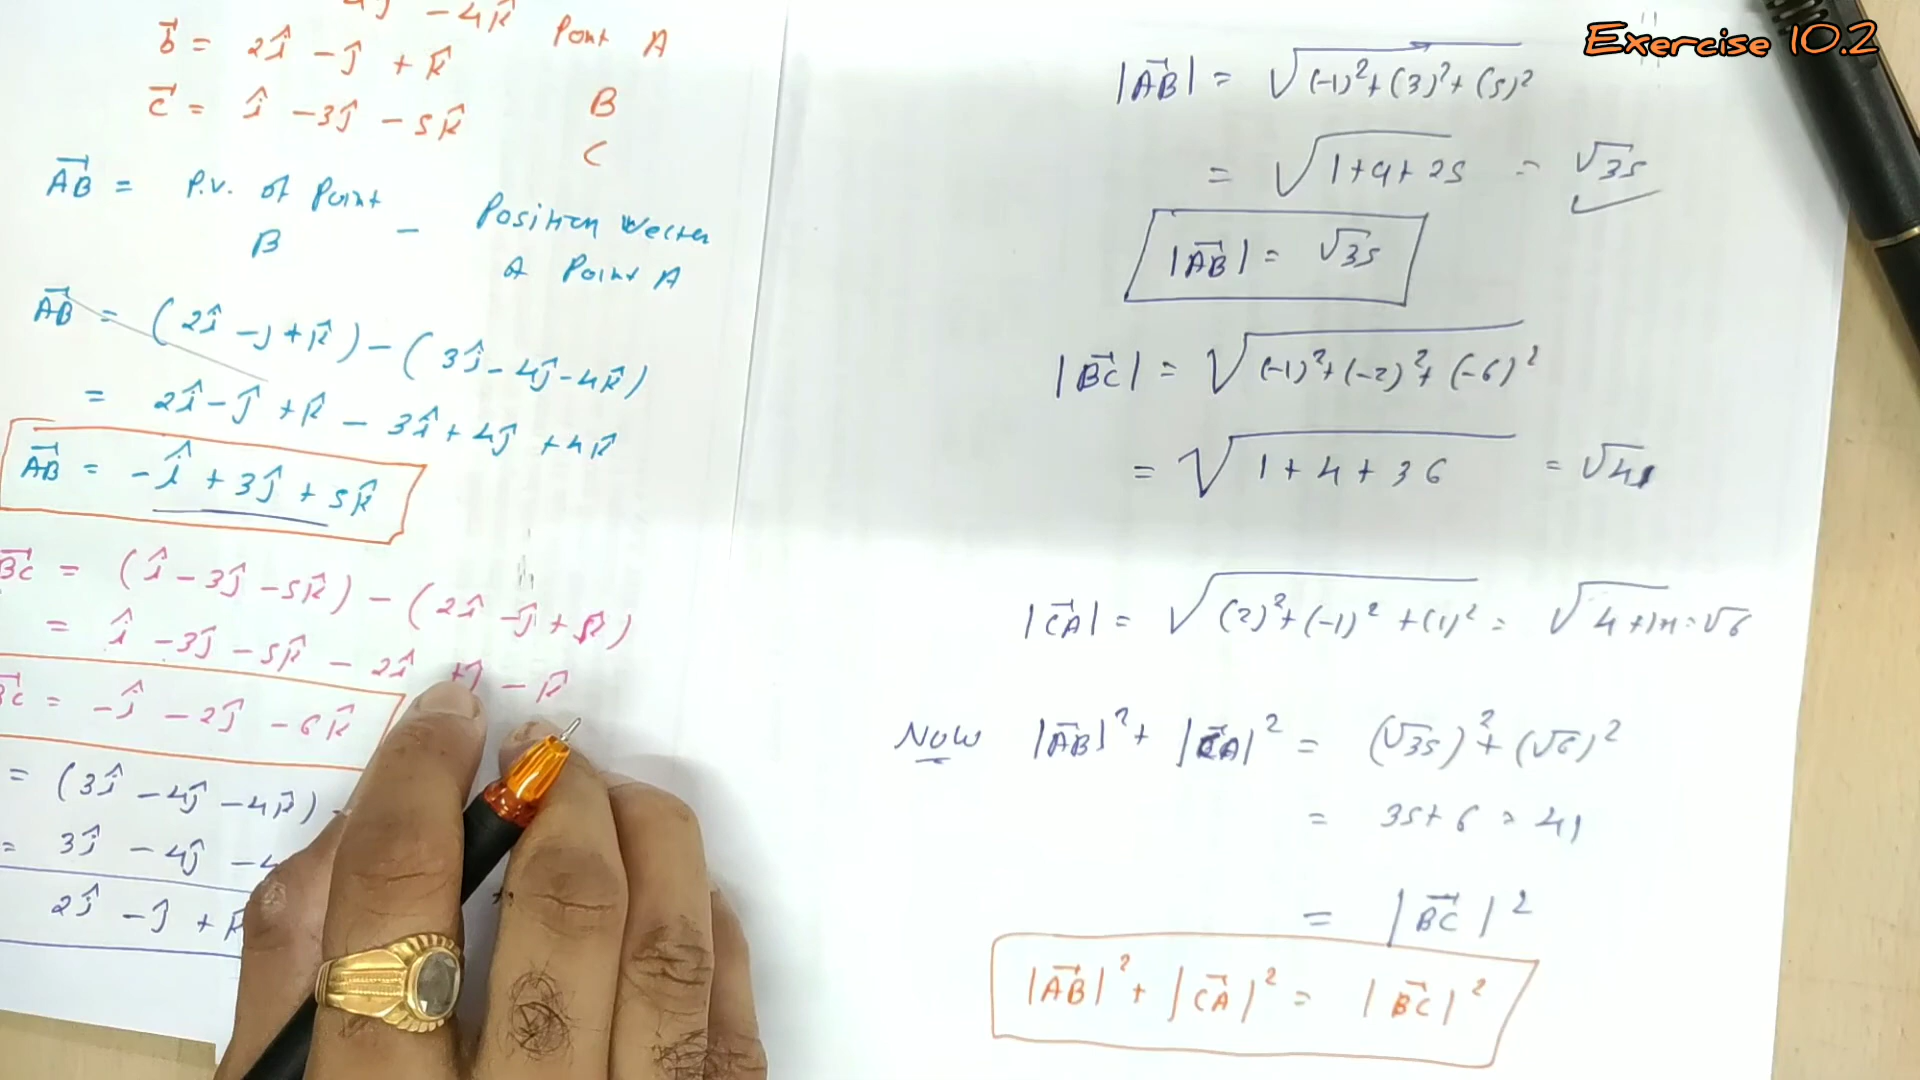 Exercise 10.2
4ĵ - 4k̂ Point A
b⃗ = 2î - ĵ + k̂
B
c⃗ = î - 3ĵ - 5k̂
C
AB⃗ = P.V. of Point B - Position Vector of Point A
AB⃗ = (2î - ĵ + k̂) - (3î - 4ĵ - 4k̂)
= 2î - ĵ + k̂ - 3î + 4ĵ + 4k̂
AB⃗ = -î + 3ĵ + 5k̂
BC⃗ = (î - 3ĵ - 5k̂) - (2î - ĵ + k̂)
= î - 3ĵ - 5k̂ - 2î + ĵ - k̂
BC⃗ = -î - 2ĵ - 6k̂
= (3î - 4ĵ - 4k̂) -
= 3î - 4ĵ - 4
2î - ĵ + k̂
|AB⃗| = √(-1)² + (3)² + (5)²
= √1 + 9 + 25 = √35
|AB⃗| = √35
|BC⃗| = √(-1)² + (-2)² + (-6)²
= √1 + 4 + 36 = √41
|CA⃗| = √(2)² + (-1)² + (1)² = √4+1+1 = √6
Now |AB⃗|² + |CA⃗|² = (√35)² + (√6)²
= 35 + 6 = 41
= |BC⃗|²
|AB⃗|² + |CA⃗|² = |BC⃗|²